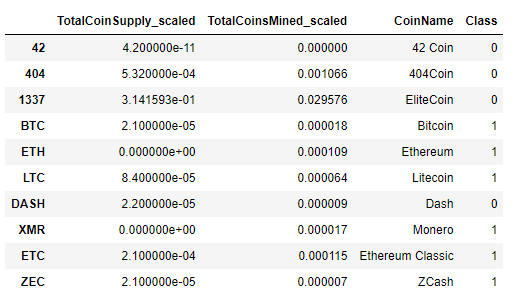 TotalCoinSupply_scaled TotalCoinsMined_scaled CoinName Class
42 4.200000e-11 0.000000 42 Coin 0
404 5.320000e-04 0.001066 404Coin 0
1337 3.141593e-01 0.029576 EliteCoin 0
BTC 2.100000e-05 0.000018 Bitcoin 1
ETH 0.000000e+00 0.000109 Ethereum 1
LTC 8.400000e-05 0.000064 Litecoin 1
DASH 2.200000e-05 0.000009 Dash 0
XMR 0.000000e+00 0.000017 Monero 1
ETC 2.100000e-04 0.000115 Ethereum Classic 1
ZEC 2.100000e-05 0.000007 ZCash 1